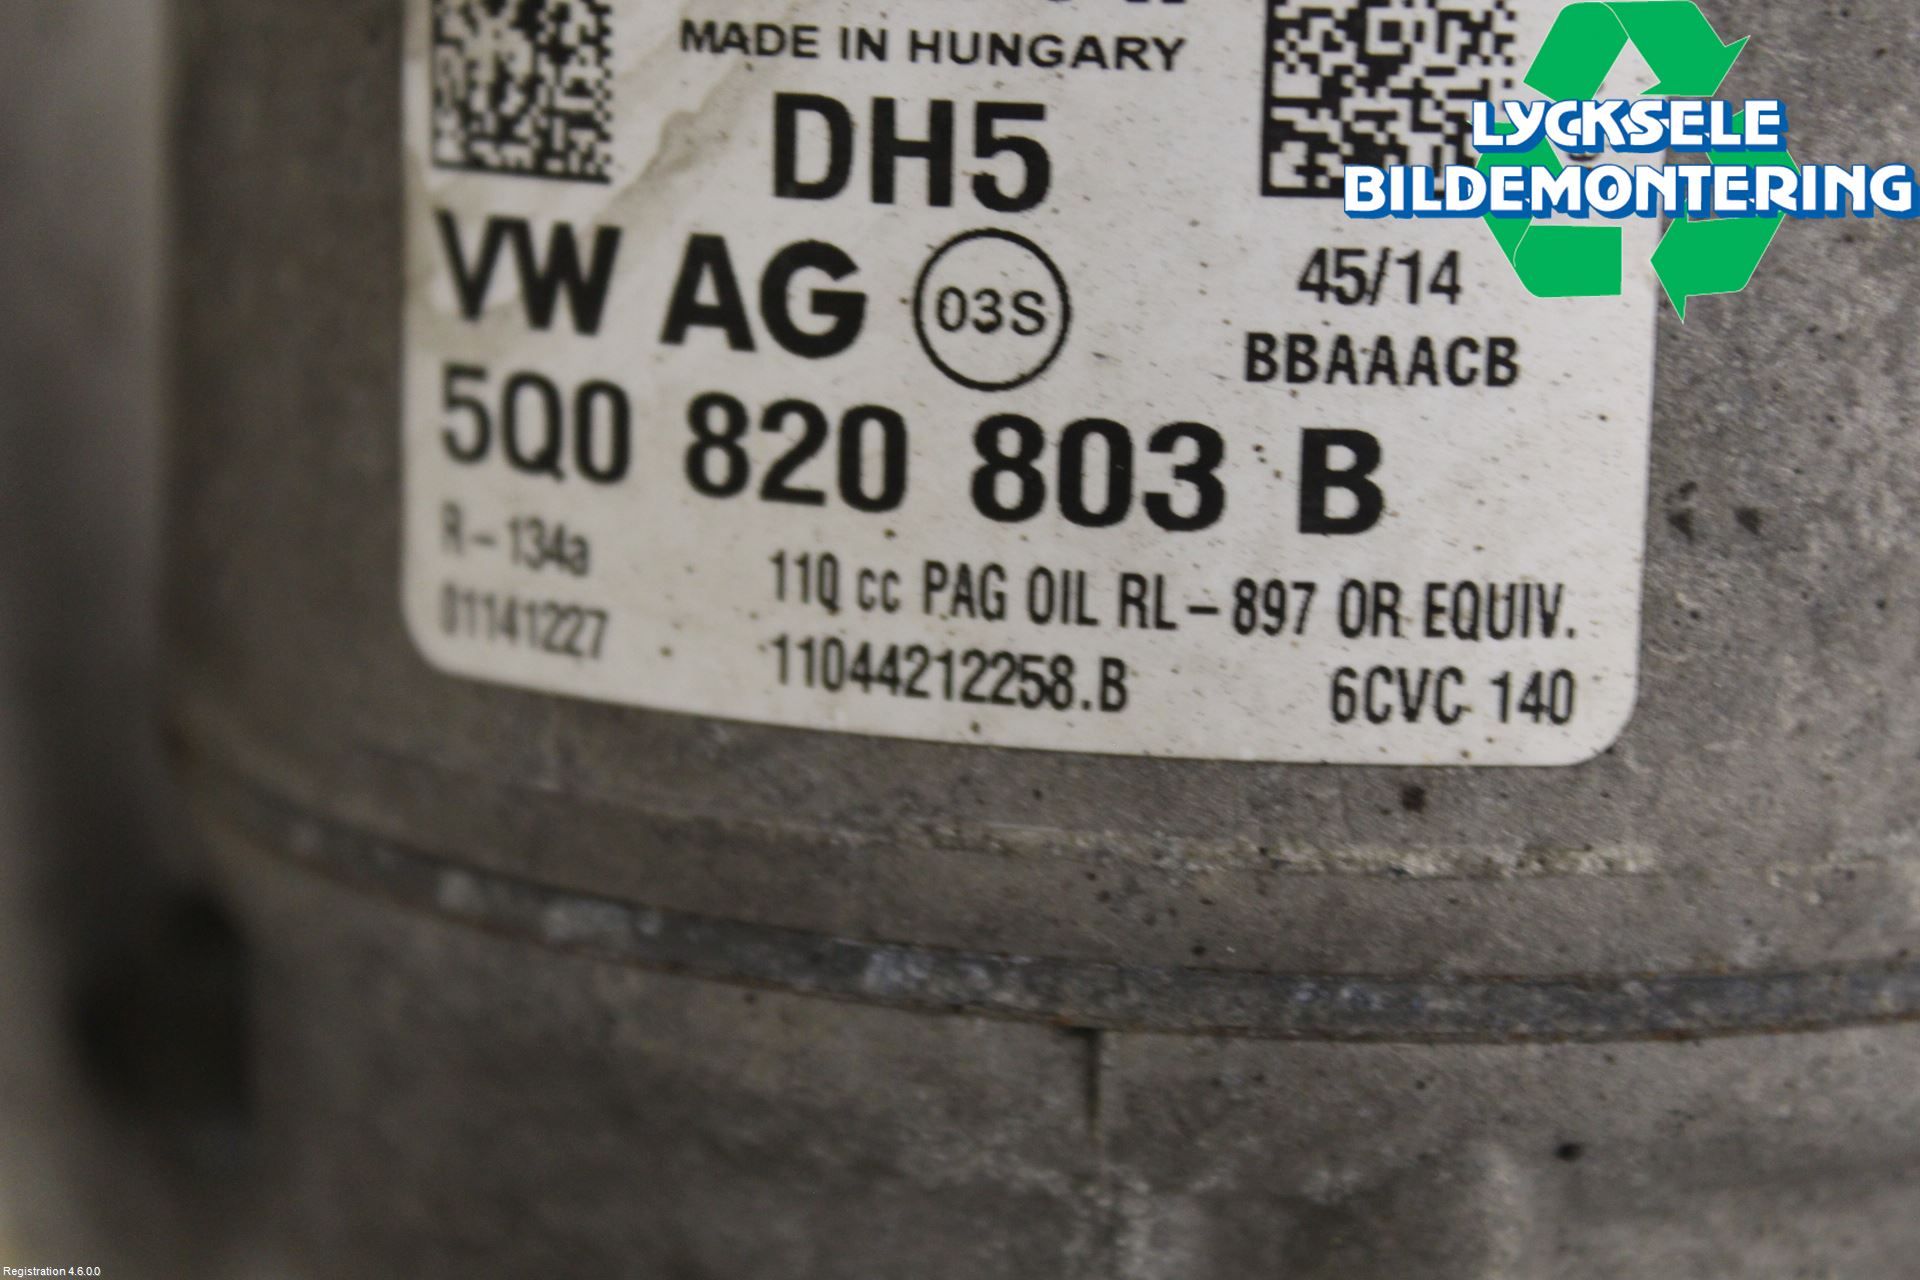 MADE IN HUNGARY
DH5
LYCKSELE
BILDEMONTERING
VW AG 03S 45/14
BBAAACB
5Q0 820 803 B
R-134a 110 cc PAG OIL RL-897 OR EQUIV.
01141227 11044212258.B 6CVC 140
Registration 4.6.0.0